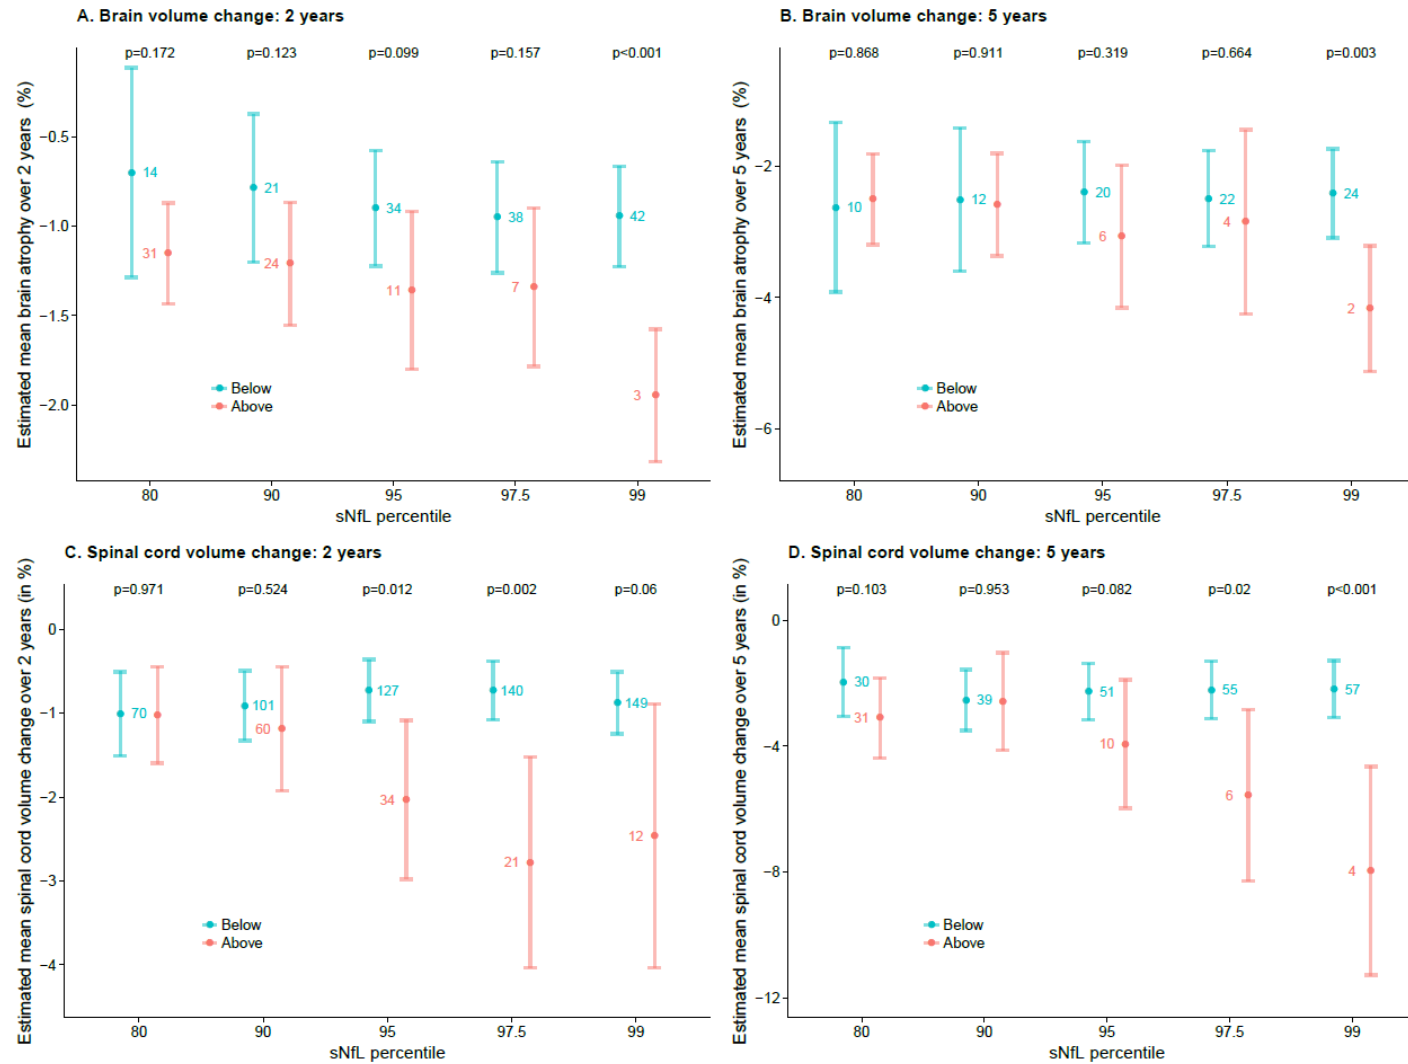 A. Brain volume change: 2 years
p=0.172 p=0.123 p=0.099 p=0.157 p<0.001
Estimated mean brain atrophy over 2 years (%)
−0.5
−1.0
−1.5
−2.0
14 21 34 38 42
31 24 11 7 3
Below
Above
80 90 95 97.5 99
sNfL percentile
B. Brain volume change: 5 years
p=0.868 p=0.911 p=0.319 p=0.664 p=0.003
Estimated mean brain atrophy over 5 years (%)
−2
−4
−6
10 12 20 22 24
6 4 2
Below
Above
80 90 95 97.5 99
sNfL percentile
C. Spinal cord volume change: 2 years
p=0.971 p=0.524 p=0.012 p=0.002 p=0.06
Estimated mean spinal cord volume change over 2 years (in %)
0
−1
−2
−3
−4
70 101 127 140 149
60 34 21 12
Below
Above
80 90 95 97.5 99
sNfL percentile
D. Spinal cord volume change: 5 years
p=0.103 p=0.953 p=0.082 p=0.02 p<0.001
Estimated mean spinal cord volume change over 5 years (in %)
0
−4
−8
−12
30 39 51 55 57
31 10 6 4
Below
Above
80 90 95 97.5 99
sNfL percentile